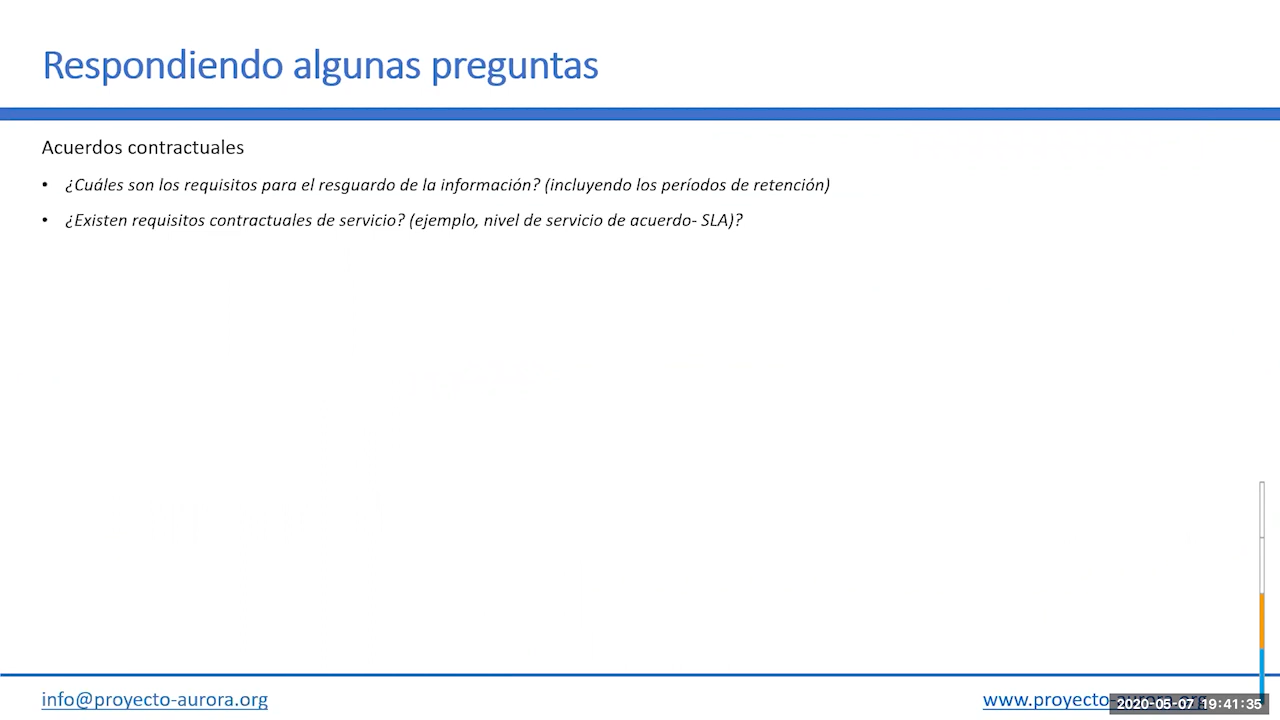 Respondiendo algunas preguntas
Acuerdos contractuales
• ¿Cuáles son los requisitos para el resguardo de la información? (incluyendo los períodos de retención)
• ¿Existen requisitos contractuales de servicio? (ejemplo, nivel de servicio de acuerdo- SLA)?
info@proyecto-aurora.org
www.proyecto-aurora.org
2020-05-07 19:41:35